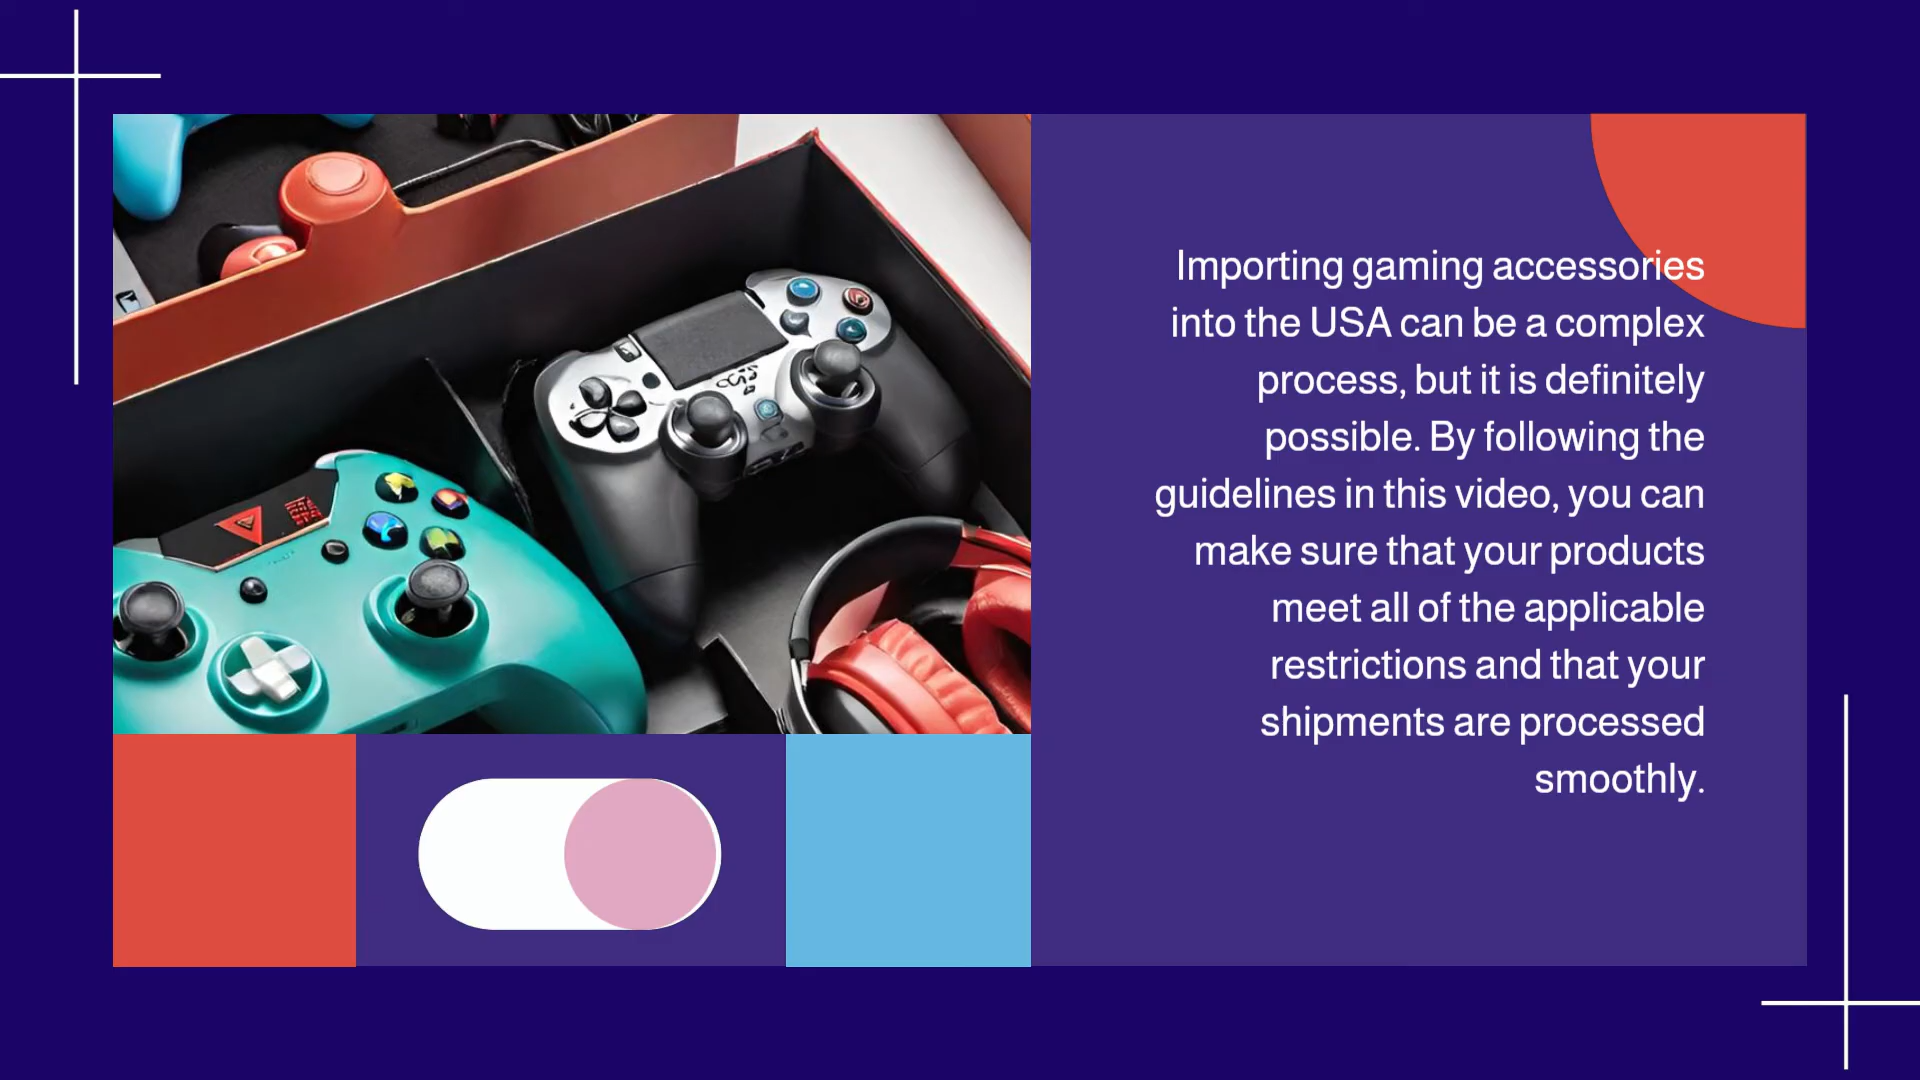 Importing gaming accessories
into the USA can be a complex
process, but it is definitely
possible. By following the
guidelines in this video, you can
make sure that your products
meet all of the applicable
restrictions and that your
shipments are processed
smoothly.